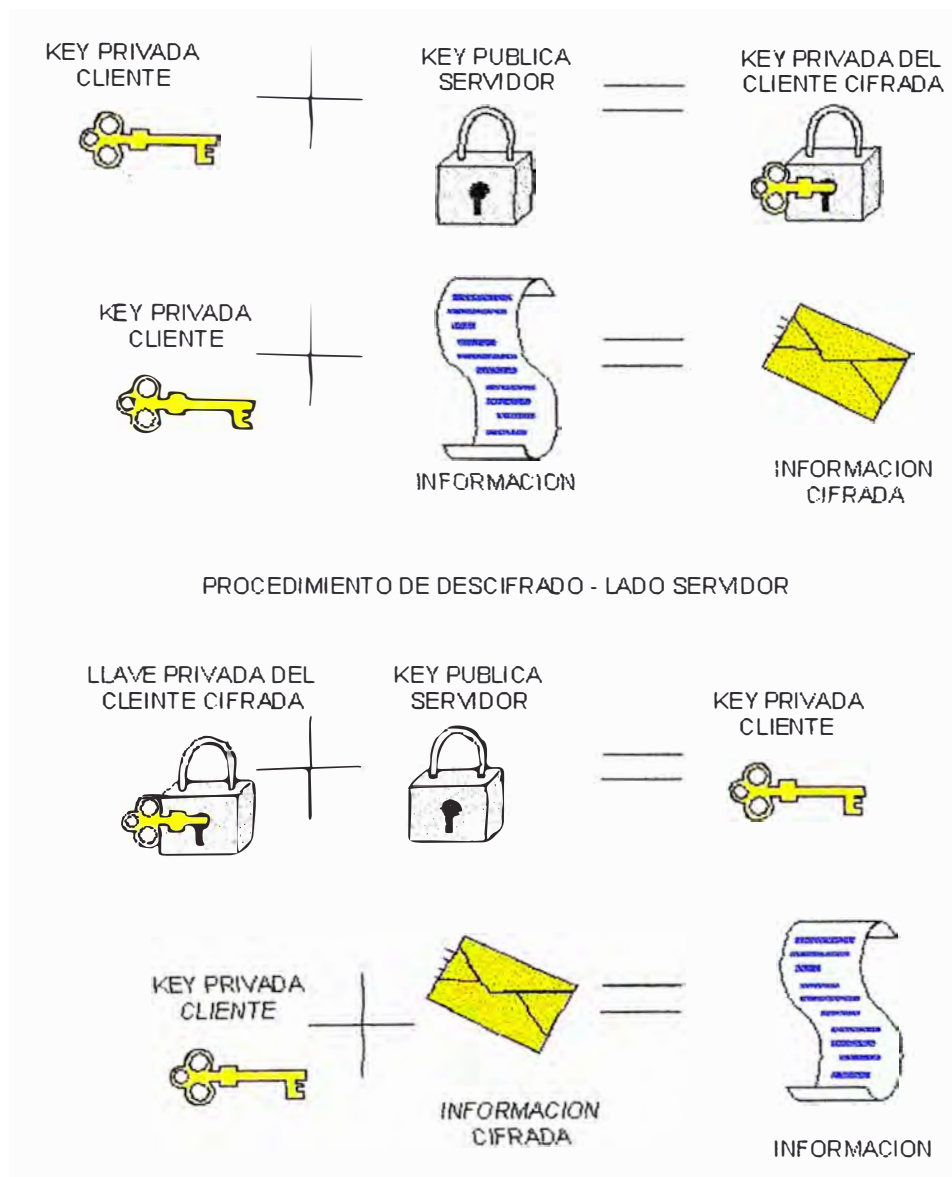 KEY PRIVADA
CLIENTE
KEY PUBLICA
SERVIDOR
KEY PRIVADA DEL
CLIENTE CIFRADA
KEY PRIVADA
CLIENTE
INFORMACION
INFORMACION
CIFRADA
PROCEDIMIENTO DE DESCIFRADO - LADO SERVIDOR
LLAVE PRIVADA DEL
CLEINTE CIFRADA
KEY PUBLICA
SERVIDOR
KEY PRIVADA
CLIENTE
KEY PRIVADA
CLIENTE
INFORMACION
CIFRADA
INFORMACION